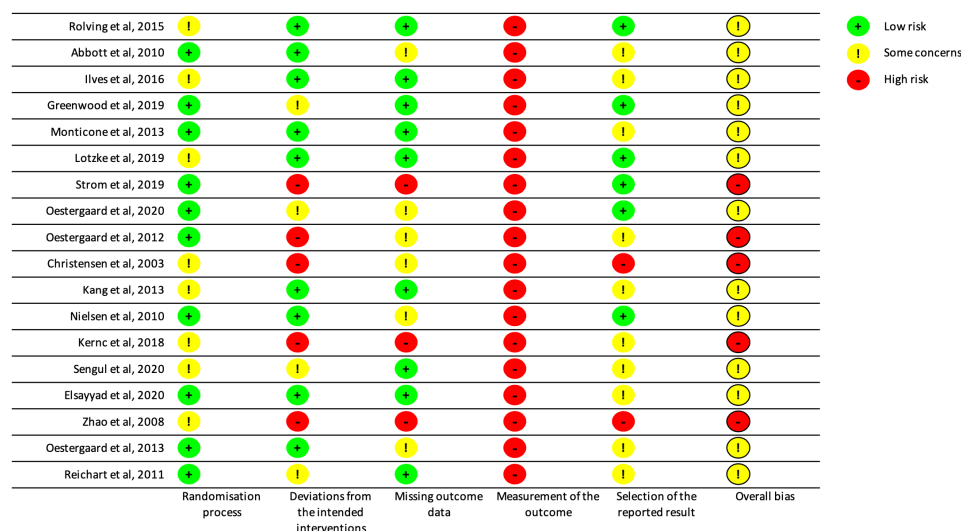 Rolving et al, 2015 ! + + - + ! + Low risk
Abbott et al, 2010 + + ! - ! ! ! Some concerns
Ilves et al, 2016 ! + + - ! ! - High risk
Greenwood et al, 2019 + ! + - + !
Monticone et al, 2013 + + + - ! !
Lotzke et al, 2019 ! + + - + !
Strom et al, 2019 + - - - + -
Oestergaard et al, 2020 + ! ! - + !
Oestergaard et al, 2012 + - ! - ! -
Christensen et al, 2003 ! - ! - - -
Kang et al, 2013 ! + + - ! !
Nielsen et al, 2010 + + ! - + !
Kernc et al, 2018 ! - - - ! -
Sengul et al, 2020 ! ! + - ! !
Elsayyad et al, 2020 + + + - ! !
Zhao et al, 2008 ! - - - - -
Oestergaard et al, 2013 + + ! - ! !
Reichart et al, 2011 + ! + - ! !
Randomisation process
Deviations from the intended interventions
Missing outcome data
Measurement of the outcome
Selection of the reported result
Overall bias